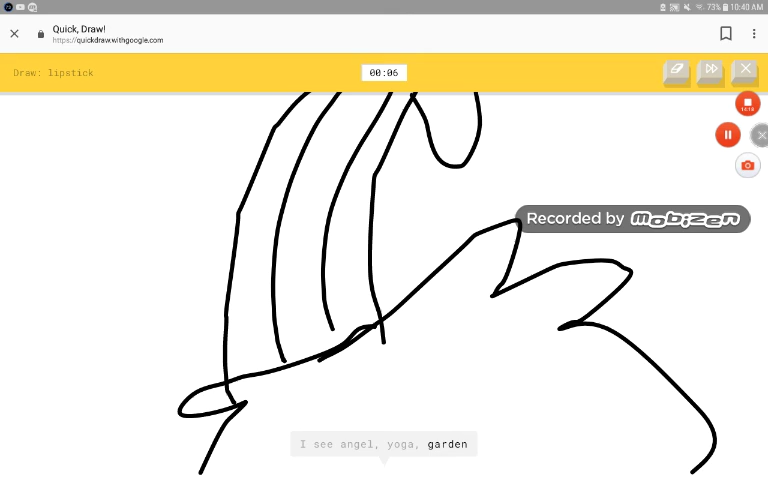 73% 10:40 AM
Quick, Draw!
https://quickdraw.withgoogle.com
Draw: lipstick
00:06
Recorded by mobizen
I see angel, yoga, garden